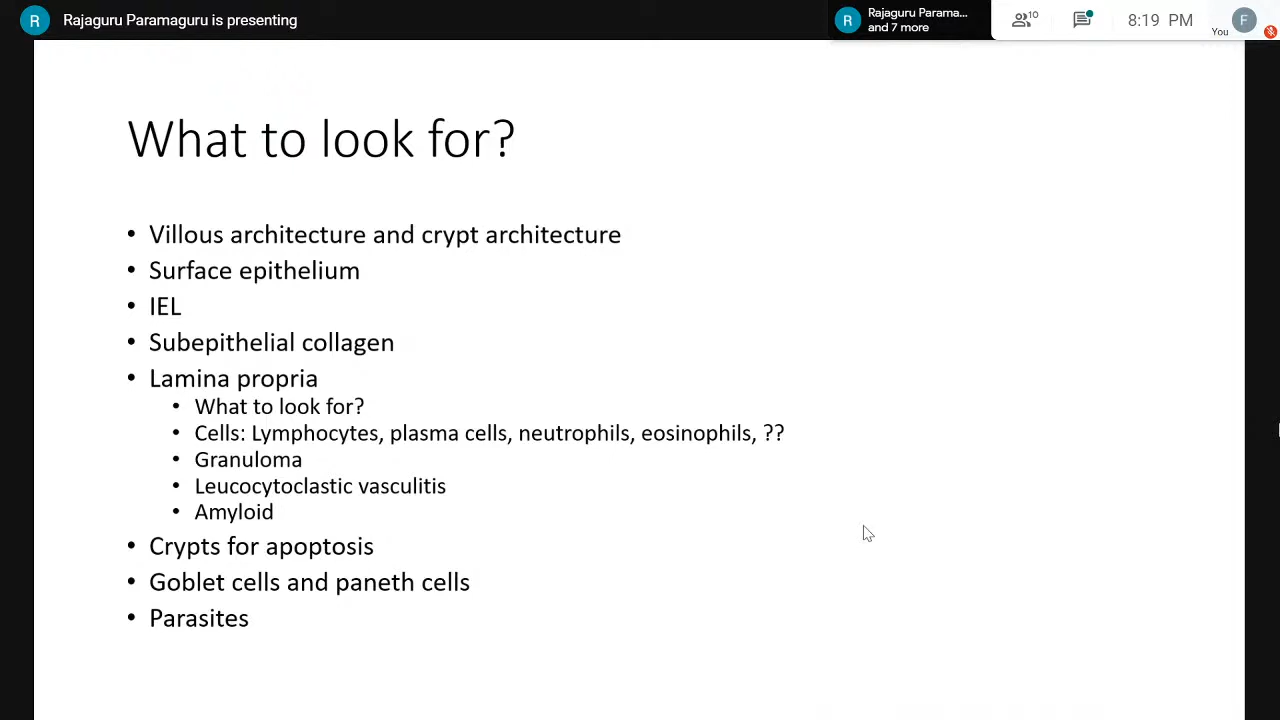 R Rajaguru Paramaguru is presenting
R Rajaguru Parama...
and 7 more
10
8:19 PM
You
F
What to look for?
• Villous architecture and crypt architecture
• Surface epithelium
• IEL
• Subepithelial collagen
• Lamina propria
• What to look for?
• Cells: Lymphocytes, plasma cells, neutrophils, eosinophils, ??
• Granuloma
• Leucocytoclastic vasculitis
• Amyloid
• Crypts for apoptosis
• Goblet cells and paneth cells
• Parasites